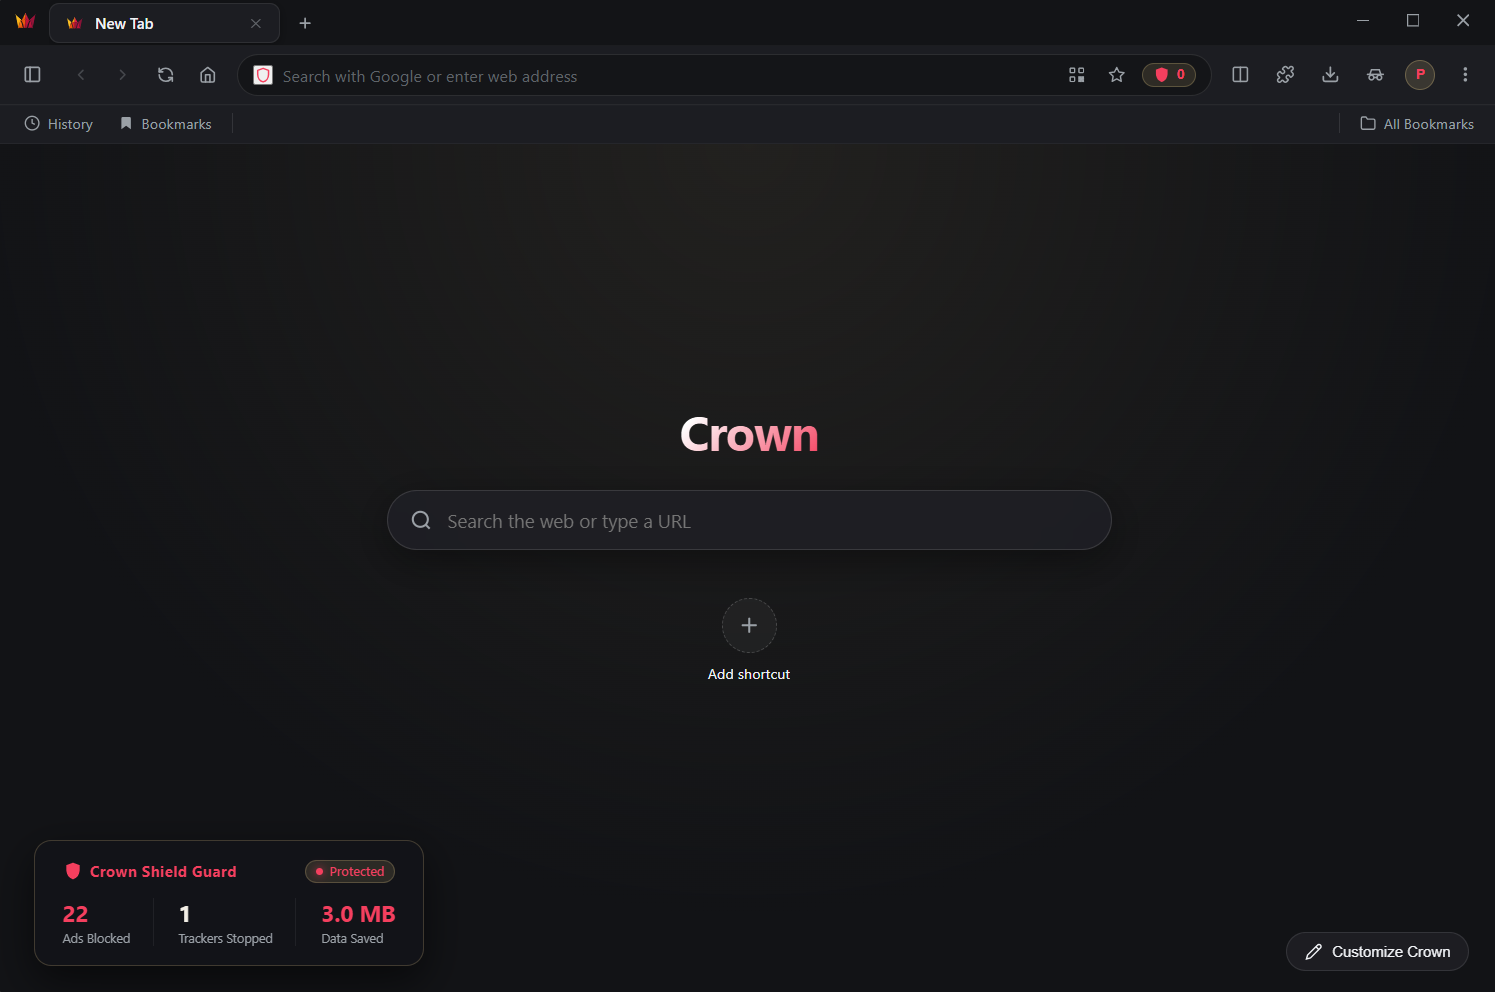 New Tab
Search with Google or enter web address
0
P
History
Bookmarks
All Bookmarks
Crown
Search the web or type a URL
Add shortcut
Crown Shield Guard
Protected
22
1
3.0 MB
Ads Blocked
Trackers Stopped
Data Saved
Customize Crown